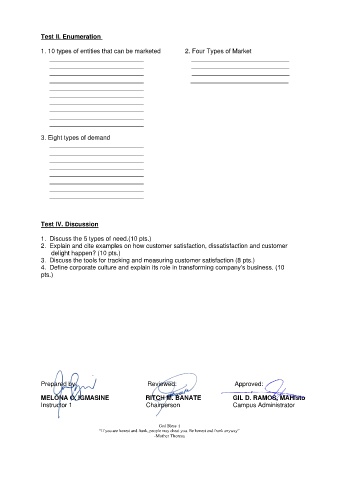 Test II. Enumeration
1. 10 types of entities that can be marketed
2. Four Types of Market
3. Eight types of demand
Test IV. Discussion
1. Discuss the 5 types of need.(10 pts.)
2. Explain and cite examples on how customer satisfaction, dissatisfaction and customer
delight happen? (10 pts.)
3. Discuss the tools for tracking and measuring customer satisfaction (8 pts.)
4. Define corporate culture and explain its role in transforming company's business. (10
pts.)
Prepared by:
Reviewed:
Approved:
MELONA O. IGMASINE
RITCH M. BANATE
GIL D. RAMOS, MAHisto
Instructor 1
Chairperson
Campus Administrator
God Bless :)
"If you are honest and frank, people may cheat you. Be honest and frank anyway"
-Mother Theresa